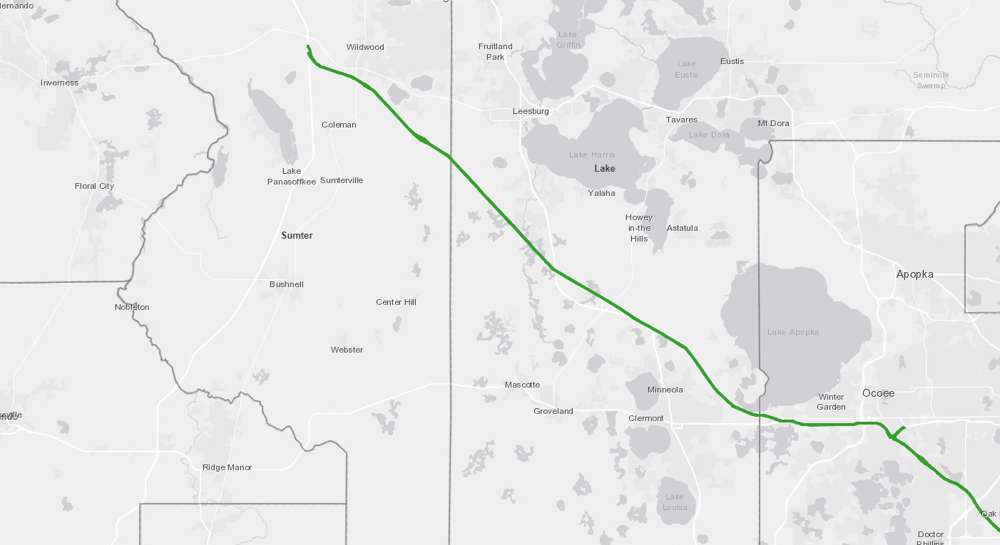 Wildwood
Fruitland
Park
Lake
Griffin
Lake
Eustis
Eustis
Seminole
Swamp
Inverness
Leesburg
Tavares
Mt Dora
Coleman
Lake Dora
Lake Harris
Lake
Lake
Panasoffkee
Sumterville
Floral City
Yalaha
Howey
in-the
Hills
Astatula
Sumter
Apopka
Bushnell
Center Hill
Nobleton
Lake Apopka
Webster
Mascotte
Minneola
Ocoee
Winter
Garden
Groveland
Clermont
Ridge Manor
Lake
Louisa
Oak
Doctor
Phillips